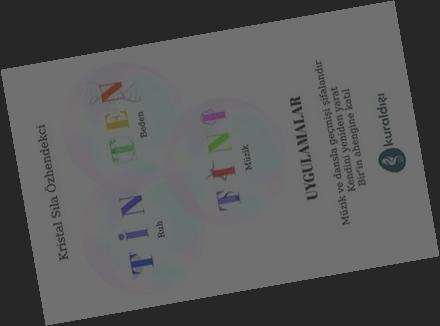 Kristal Sıla Özhendekci
TİN
Ruh
TEN
Beden
TINI
Müzik
UYGULAMALAR
Müzik ve dansla geçmişi şifalandır
Kendini yeniden yarat
Bir'in ahengine katıl
kuraldışı